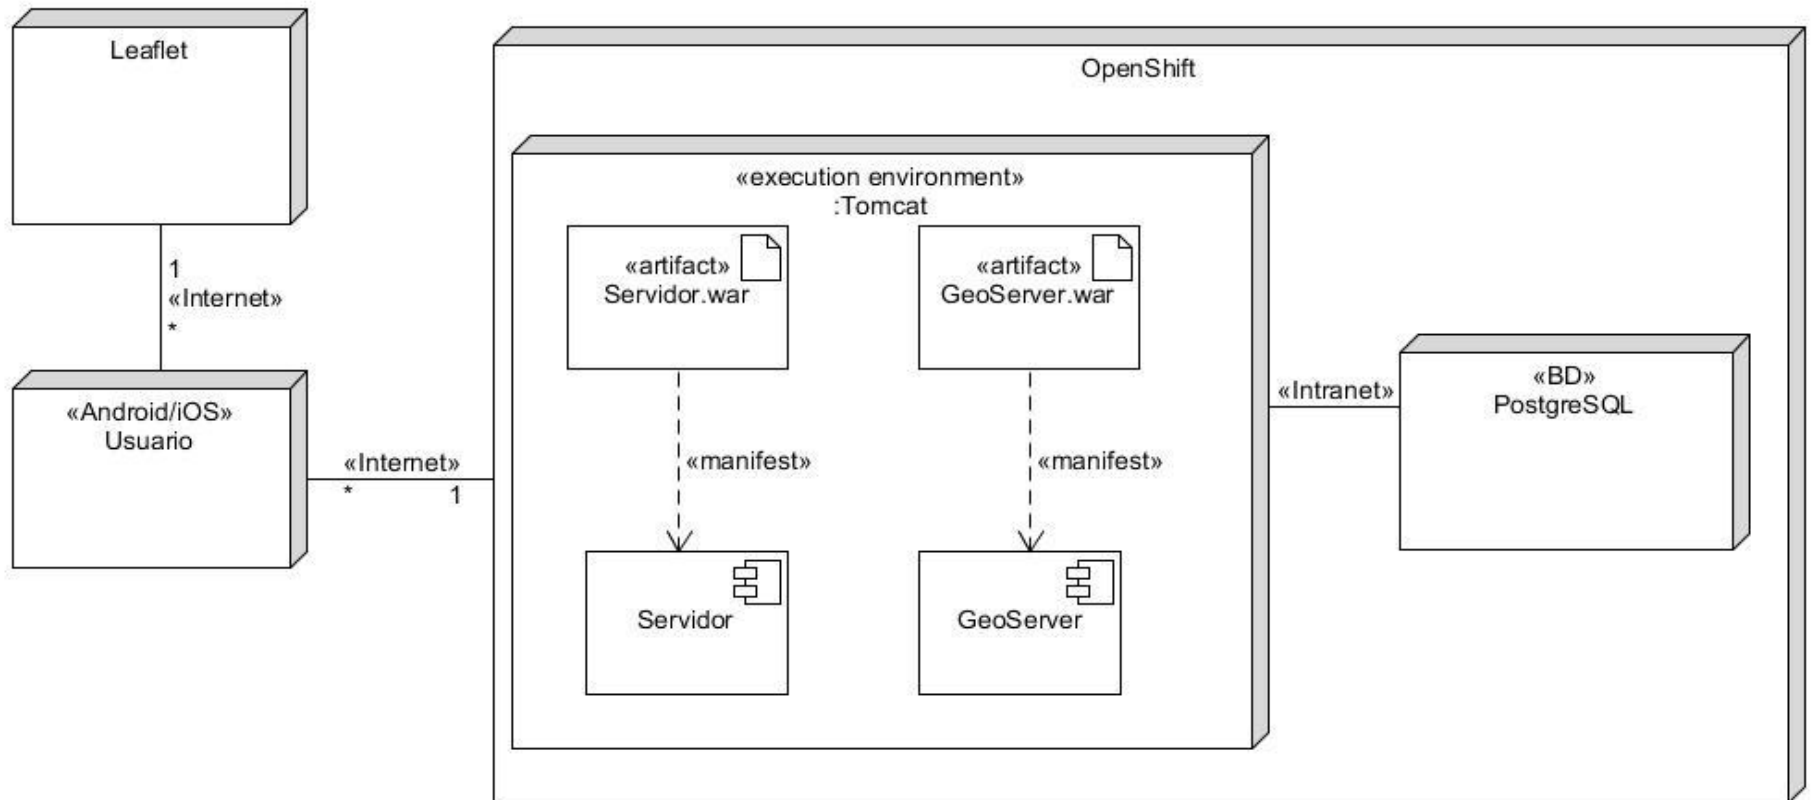 Leaflet
OpenShift
«execution environment»
:Tomcat
«artifact»
Servidor.war
«artifact»
GeoServer.war
1
«Internet»
*
«Android/iOS»
Usuario
«Internet»
*
1
«manifest»
«manifest»
Servidor
GeoServer
«Intranet»
«BD»
PostgreSQL